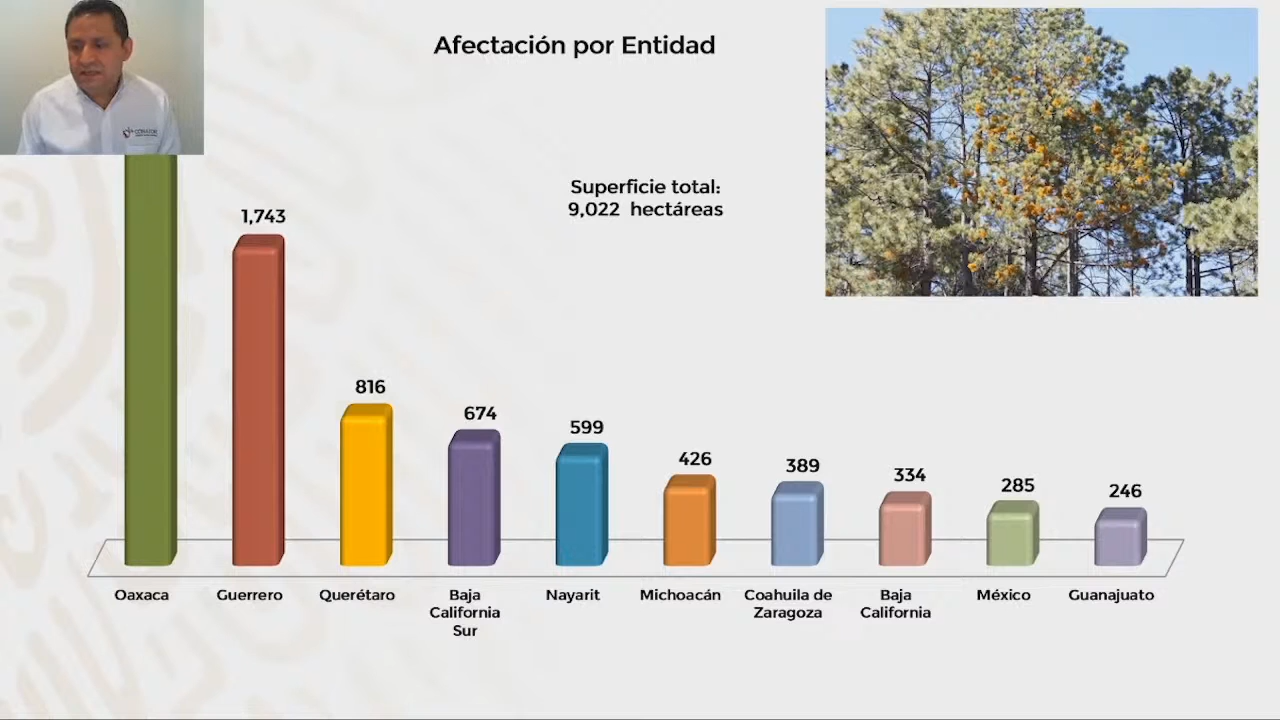 Afectación por Entidad
Superficie total:
9,022 hectáreas
1,743
816
674
599
426
389
334
285
246
Oaxaca
Guerrero
Querétaro
Baja
California
Sur
Nayarit
Michoacán
Coahuila de
Zaragoza
Baja
California
México
Guanajuato